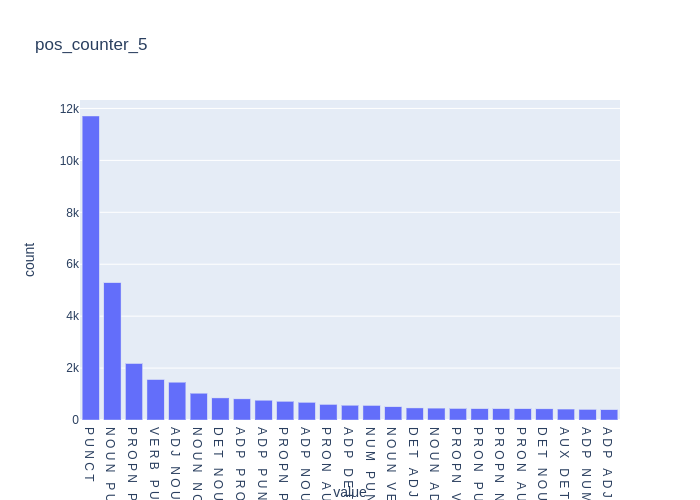 pos_counter_5
12k
10k
8k
6k
4k
2k
0
count
PUNCT
NOUN PU
PROPN P
VERB PU
ADJ NOU
NOUN NO
DET NOU
ADP PRO
ADP PUN
PROPN P
ADP NOU
PRON AU
ADP DE
NUM PUN
NOUN VE
DET ADJ
NOUN AD
PROPN V
PRON PU
PROPN N
PRON AU
DET NOU
AUX DET
ADP NUM
ADP ADJ
value